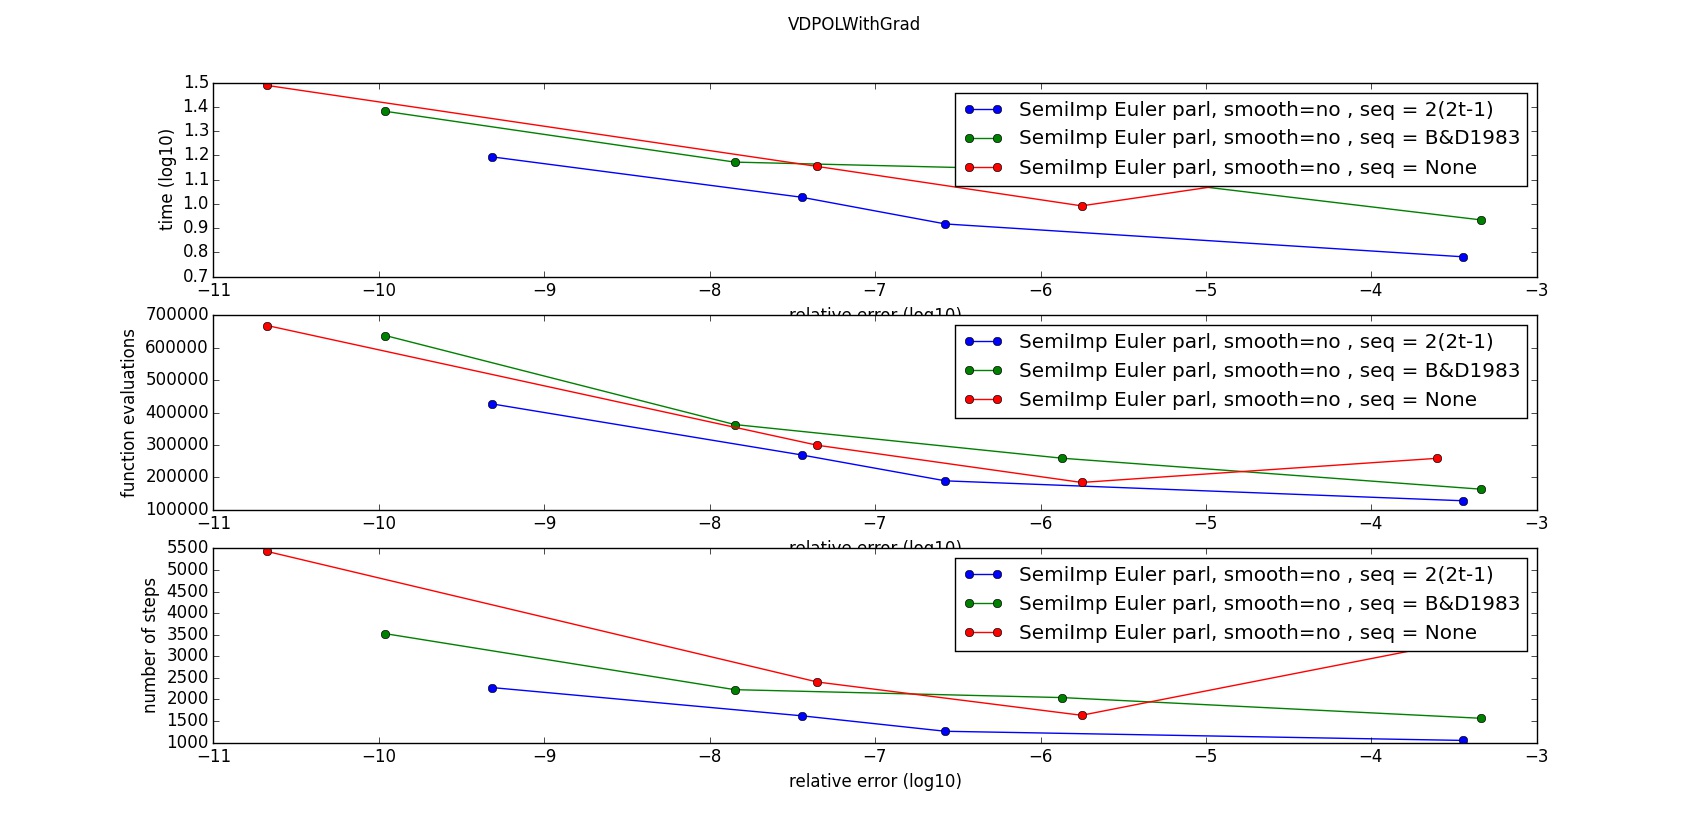 VDPOLWithGrad
time (log10)
1.5
1.4
1.3
1.2
1.1
1.0
0.9
0.8
0.7
SemiImp Euler parl, smooth=no , seq = 2(2t-1)
SemiImp Euler parl, smooth=no , seq = B&D1983
SemiImp Euler parl, smooth=no , seq = None
−11 −10 −9 −8 −7 −6 −5 −4 −3
relative error (log10)
function evaluations
700000
600000
500000
400000
300000
200000
100000
SemiImp Euler parl, smooth=no , seq = 2(2t-1)
SemiImp Euler parl, smooth=no , seq = B&D1983
SemiImp Euler parl, smooth=no , seq = None
−11 −10 −9 −8 −7 −6 −5 −4 −3
relative error (log10)
number of steps
5500
5000
4500
4000
3500
3000
2500
2000
1500
1000
SemiImp Euler parl, smooth=no , seq = 2(2t-1)
SemiImp Euler parl, smooth=no , seq = B&D1983
SemiImp Euler parl, smooth=no , seq = None
−11 −10 −9 −8 −7 −6 −5 −4 −3
relative error (log10)